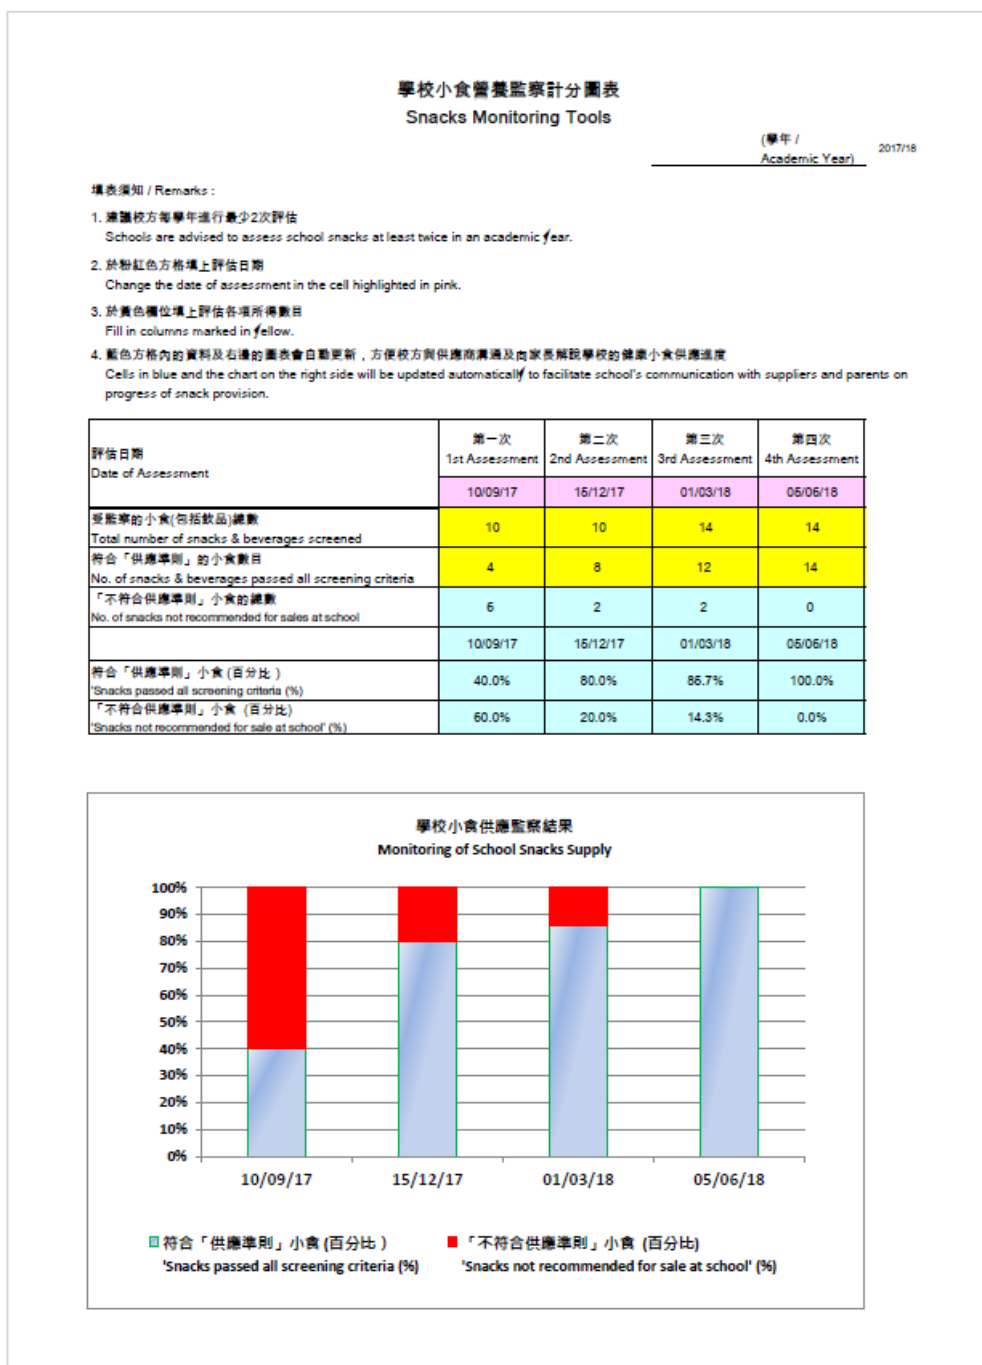 學校小食營養監察計分圖表
Snacks Monitoring Tools
(學年 /
Academic Year)
2017/18
填表須知 / Remarks :
1. 建議校方每學年進行最少2次評估
Schools are advised to assess school snacks at least twice in an academic year.
2. 於粉紅色方格填上評估日期
Change the date of assessment in the cell highlighted in pink.
3. 於黃色欄位填上評估各項所得數目
Fill in columns marked in yellow.
4. 藍色方格內的資料及右邊的圖表會自動更新，方便校方與供應商溝通及向家長解說學校的健康小食供應進度
Cells in blue and the chart on the right side will be updated automatically to facilitate school's communication with suppliers and parents on
progress of snack provision.
評估日期
Date of Assessment
第一次
1st Assessment
第二次
2nd Assessment
第三次
3rd Assessment
第四次
4th Assessment
10/09/17 15/12/17 01/03/18 05/06/18
受監察的小食(包括飲品)總數
Total number of snacks & beverages screened
10 10 14 14
符合「供應準則」的小食數目
No. of snacks & beverages passed all screening criteria
4 8 12 14
「不符合供應準則」小食的總數
No. of snacks not recommended for sales at school
6 2 2 0
10/09/17 15/12/17 01/03/18 05/06/18
符合「供應準則」小食 (百分比 )
'Snacks passed all screening criteria (%)
40.0% 80.0% 85.7% 100.0%
「不符合供應準則」小食 (百分比)
'Snacks not recommended for sale at school' (%)
60.0% 20.0% 14.3% 0.0%
學校小食供應監察結果
Monitoring of School Snacks Supply
100%
90%
80%
70%
60%
50%
40%
30%
20%
10%
0%
10/09/17 15/12/17 01/03/18 05/06/18
符合「供應準則」小食 (百分比 )
'Snacks passed all screening criteria (%)
「不符合供應準則」小食 (百分比)
'Snacks not recommended for sale at school' (%)